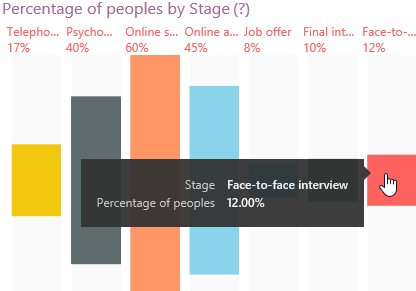 Percentage of peoples by Stage (?)
Telepho... Psycho... Online s... Online a... Job offer Final int... Face-to-...
17% 40% 60% 45% 8% 10% 12%
Stage Face-to-face interview
Percentage of peoples 12.00%